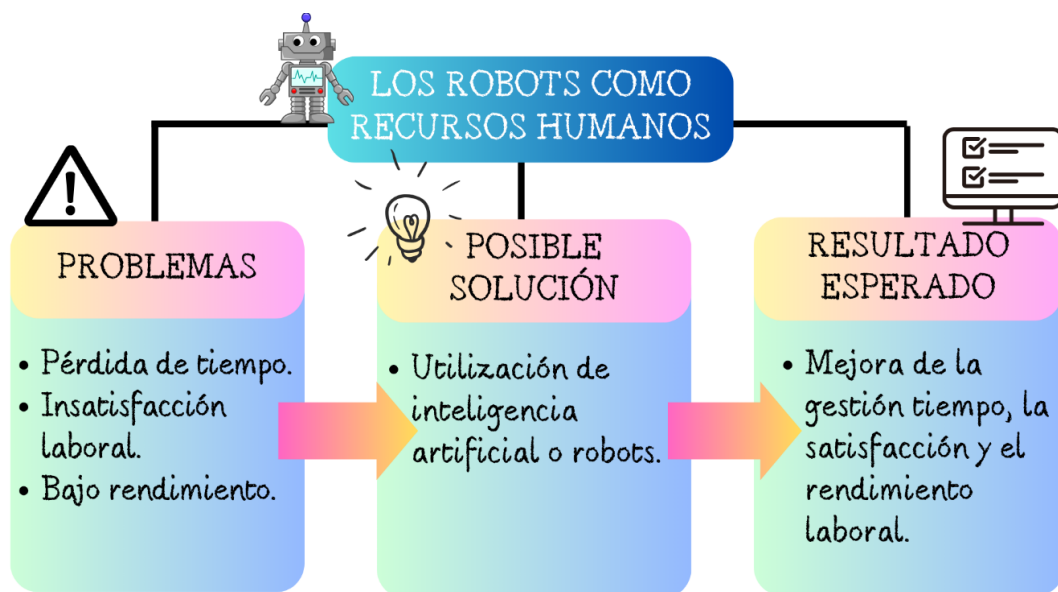 LOS ROBOTS COMO
RECURSOS HUMANOS
PROBLEMAS
• Pérdida de tiempo.
• Insatisfacción
laboral.
• Bajo rendimiento.
POSIBLE
SOLUCIÓN
• Utilización de
inteligencia
artificial o robots.
RESULTADO
ESPERADO
• Mejora de la
gestión tiempo, la
satisfacción y el
rendimiento
laboral.